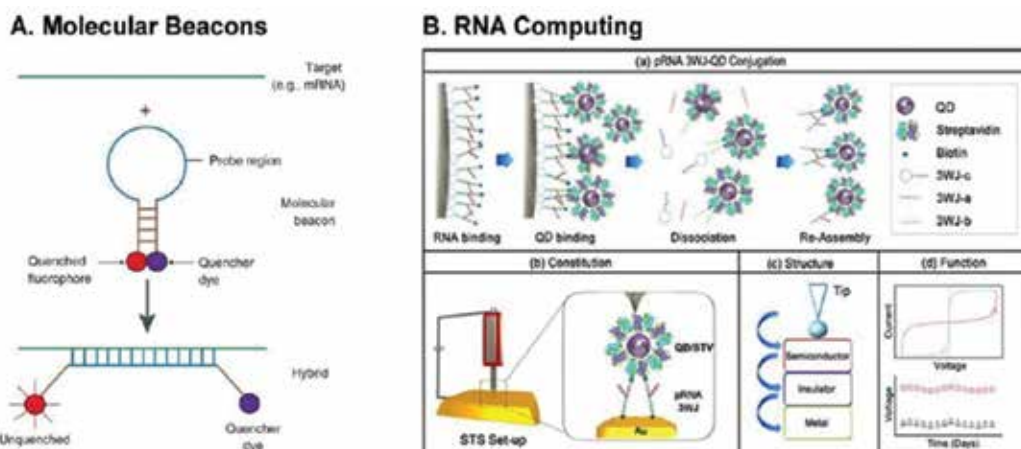 A. Molecular Beacons
Target
(e.g., mRNA)
+
Probe region
Molecular
beacon
Quenched
fluorophore
Quencher
dye
Hybrid
Unquenched
Quencher
dye
B. RNA Computing
(a) pRNA 3WJ-QD Conjugation
RNA binding
QD binding
Dissociation
Re-Assembly
QD
Streptavidin
Biotin
3WJ-c
3WJ-a
3WJ-b
(b) Constitution
STS Set-up
QD/STV
pRNA
3WJ
Au
(c) Structure
Tip
Semiconductor
Insulator
Metal
(d) Function
Current
Voltage
Voltage
Time (Days)